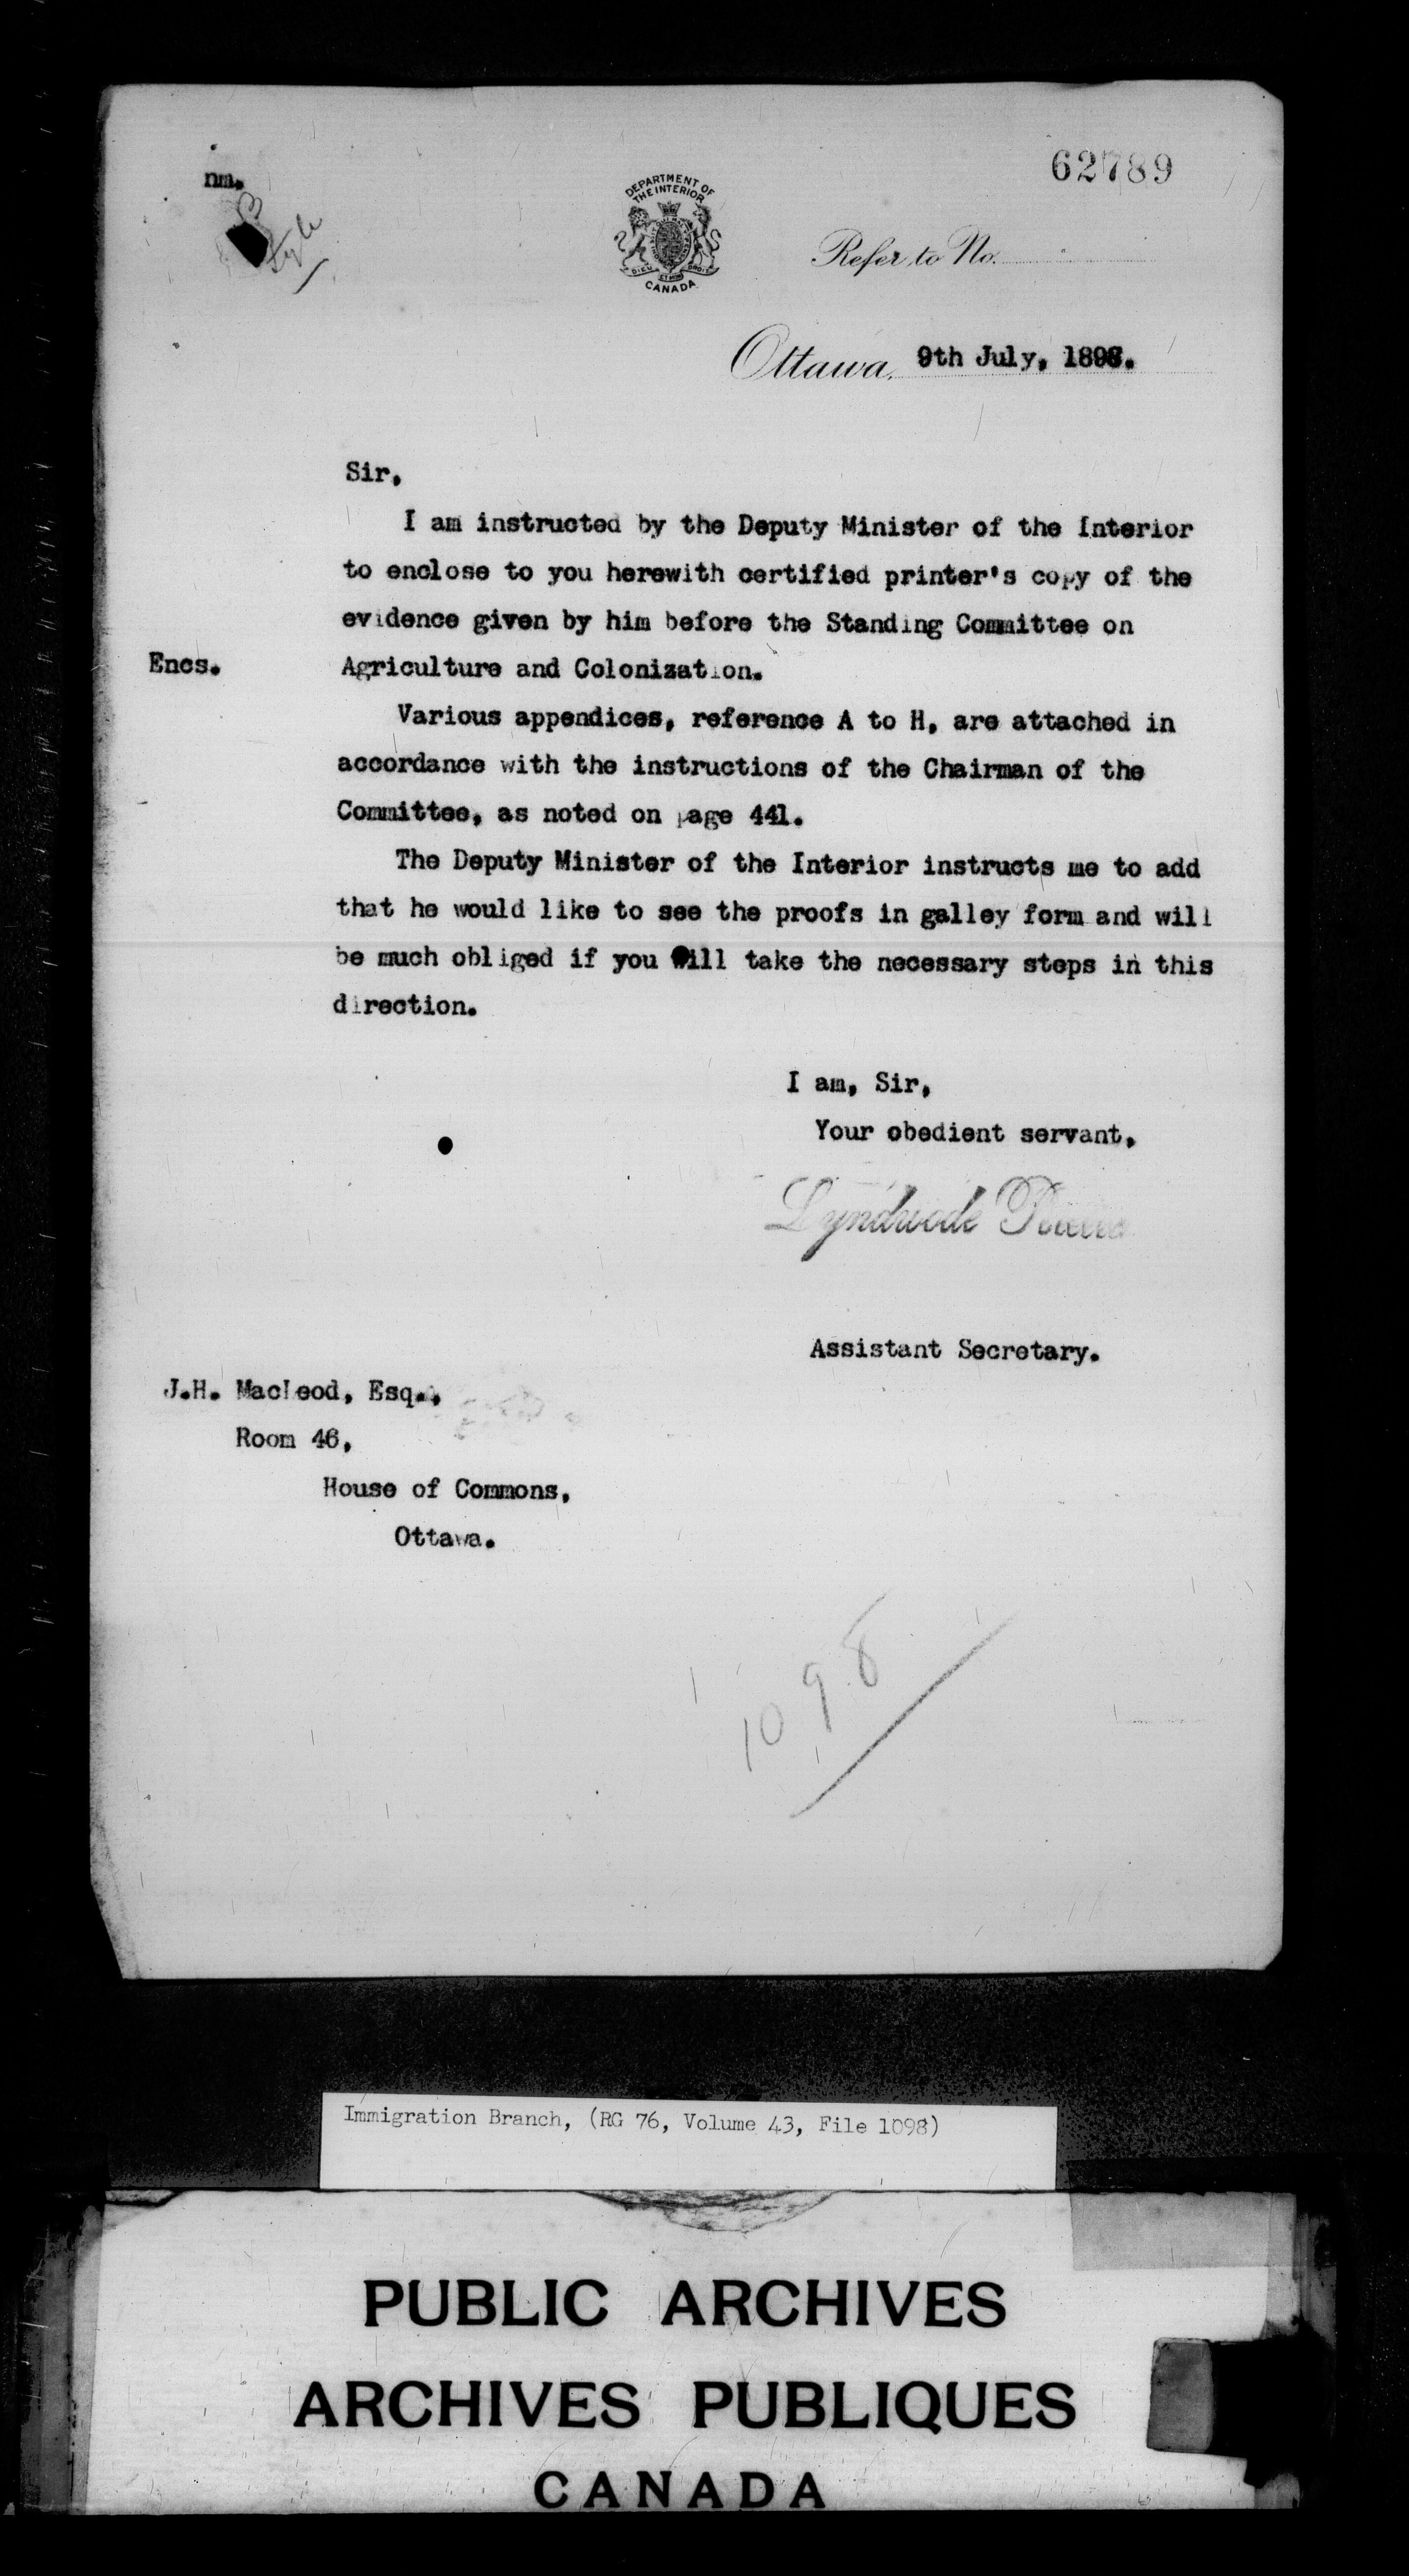 nm.
62789
DEPARTMENT OF
THE INTERIOR
DIEU ET MON DROIT
CANADA
Refer to No.
Ottawa, 9th July, 1898.
Sir,
I am instructed by the Deputy Minister of the Interior
to enclose to you herewith certified printer's copy of the
evidence given by him before the Standing Committee on
Encs. Agriculture and Colonization.
Various appendices, reference A to H, are attached in
accordance with the instructions of the Chairman of the
Committee, as noted on page 441.
The Deputy Minister of the Interior instructs me to add
that he would like to see the proofs in galley form and will
be much obliged if you will take the necessary steps in this
direction.
I am, Sir,
Your obedient servant,
Lyndwode
Assistant Secretary.
J.H. MacLeod, Esq.,
Room 46,
House of Commons,
Ottawa.
1098
Immigration Branch, (RG 76, Volume 43, File 1098)
PUBLIC ARCHIVES
ARCHIVES PUBLIQUES
CANADA